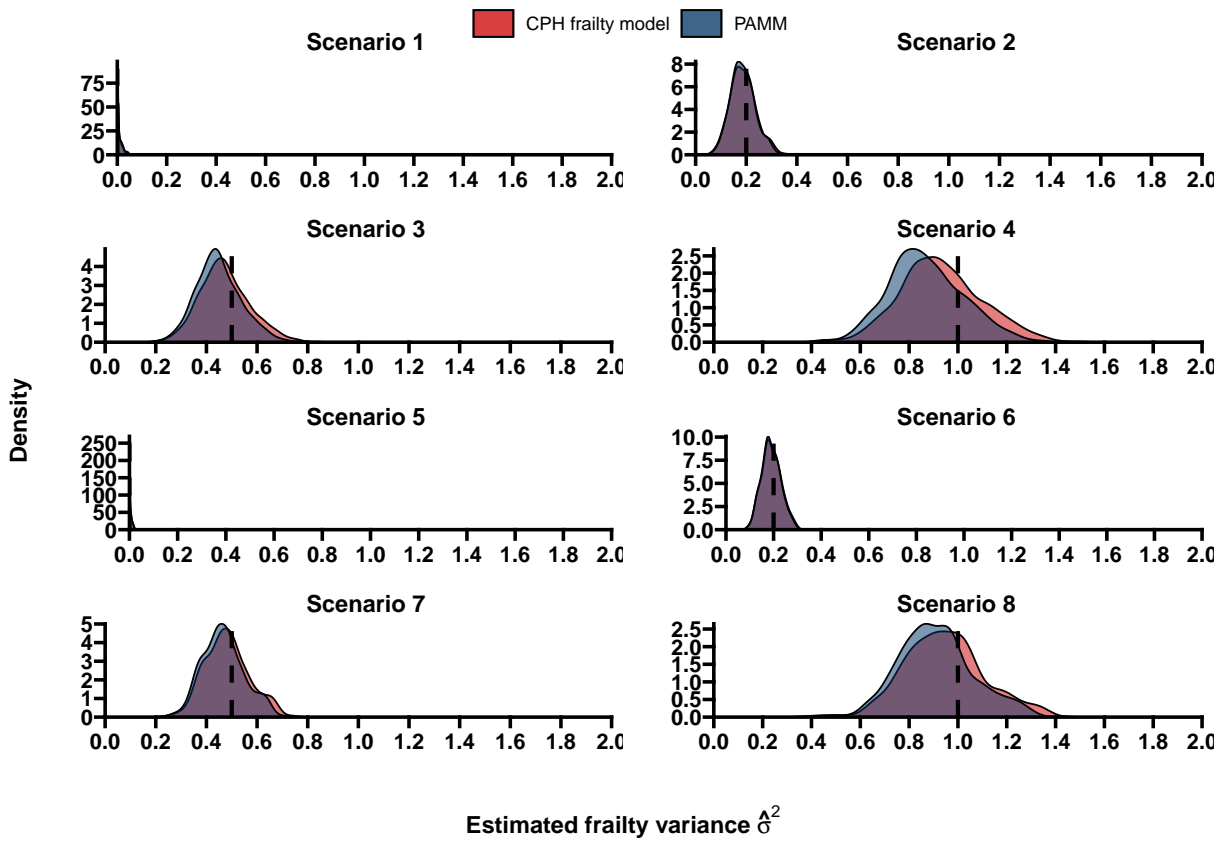 CPH frailty model PAMM
Scenario 1 Scenario 2
75
50
25
0
0.0 0.2 0.4 0.6 0.8 1.0 1.2 1.4 1.6 1.8 2.0
8
6
4
2
0
0.0 0.2 0.4 0.6 0.8 1.0 1.2 1.4 1.6 1.8 2.0
Scenario 3 Scenario 4
4
3
2
1
0
0.0 0.2 0.4 0.6 0.8 1.0 1.2 1.4 1.6 1.8 2.0
2.5
2.0
1.5
1.0
0.5
0.0
0.0 0.2 0.4 0.6 0.8 1.0 1.2 1.4 1.6 1.8 2.0
Density
Scenario 5 Scenario 6
250
200
150
100
50
0
0.0 0.2 0.4 0.6 0.8 1.0 1.2 1.4 1.6 1.8 2.0
10.0
7.5
5.0
2.5
0.0
0.0 0.2 0.4 0.6 0.8 1.0 1.2 1.4 1.6 1.8 2.0
Scenario 7 Scenario 8
5
4
3
2
1
0
0.0 0.2 0.4 0.6 0.8 1.0 1.2 1.4 1.6 1.8 2.0
2.5
2.0
1.5
1.0
0.5
0.0
0.0 0.2 0.4 0.6 0.8 1.0 1.2 1.4 1.6 1.8 2.0
Estimated frailty variance σ̂²